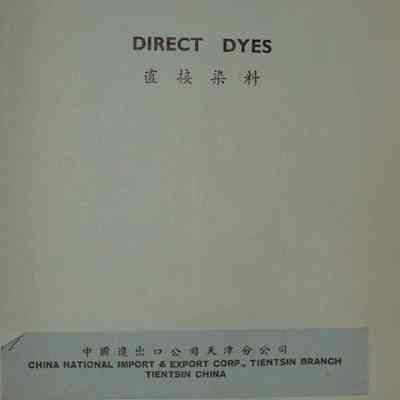 DIRECT DYES
直接染料
中國進出口公司天津分公司
CHINA NATIONAL IMPORT & EXPORT CORP., TIENTSIN BRANCH
TIENTSIN CHINA